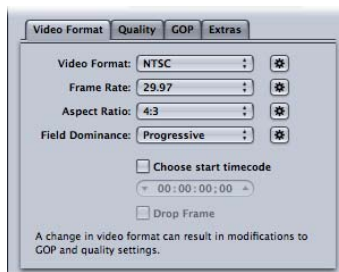 Video Format Quality GOP Extras
Video Format: NTSC
Frame Rate: 29.97
Aspect Ratio: 4:3
Field Dominance: Progressive
Choose start timecode
00:00:00;00
Drop Frame
A change in video format can result in modifications to
GOP and quality settings.